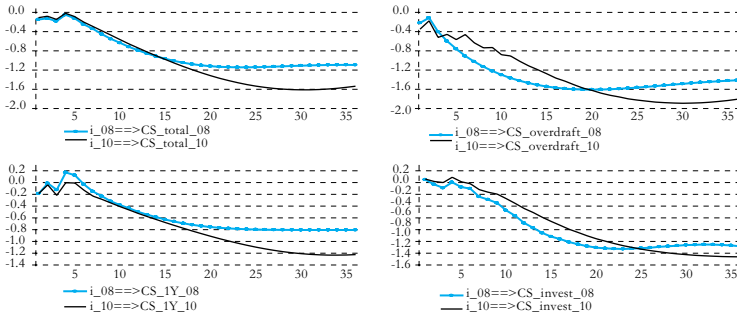 0.0
-0.4
-0.8
-1.2
-1.6
-2.0
5 10 15 20 25 30 35
i_08==>CS_total_08
i_10==>CS_total_10
0.0
-0.4
-0.8
-1.2
-1.6
-2.0
5 10 15 20 25 30 35
i_08==>CS_overdraft_08
i_10==>CS_overdraft_10
0.2
0.0
-0.2
-0.4
-0.6
-0.8
-1.0
-1.2
-1.4
5 10 15 20 25 30 35
i_08==>CS_1Y_08
i_10==>CS_1Y_10
0.2
0.0
-0.2
-0.4
-0.6
-0.8
-1.0
-1.2
-1.4
-1.6
5 10 15 20 25 30 35
i_08==>CS_invest_08
i_10==>CS_invest_10